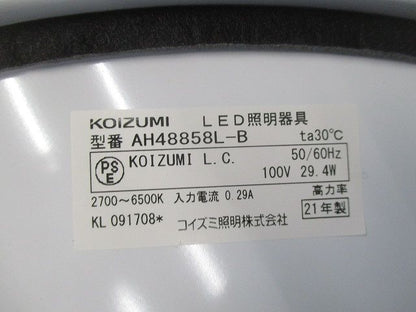 KOIZUMI LED照明器具
型番 AH48858L-B ta30℃
PSE KOIZUMI L.C. 50/60Hz
100V 29.4W
2700～6500K 入力電流 0.29A 高力率
KL 091708* コイズミ照明株式会社 21年製